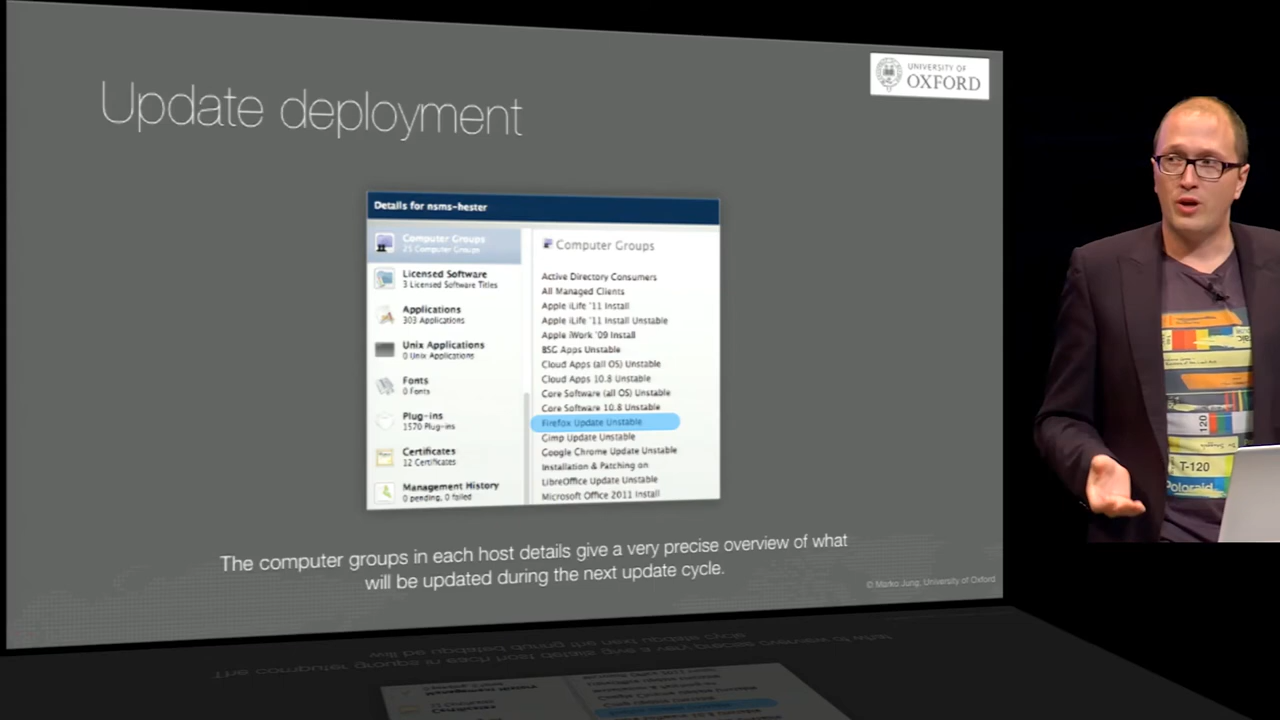 Update deployment
UNIVERSITY OF
OXFORD
Details for nsms-hester
Computer Groups
25 Computer Groups
Licensed Software
3 Licensed Software Titles
Applications
303 Applications
Unix Applications
0 Unix Applications
Fonts
0 Fonts
Plug-ins
1570 Plug-ins
Certificates
12 Certificates
Management History
0 pending, 0 failed
Computer Groups
Active Directory Consumers
All Managed Clients
Apple iLife '11 Install
Apple iLife '11 Install Unstable
Apple iWork '09 Install
BSG Apps Unstable
Cloud Apps (all OS) Unstable
Cloud Apps 10.8 Unstable
Core Software (all OS) Unstable
Core Software 10.8 Unstable
Firefox Update Unstable
Gimp Update Unstable
Google Chrome Update Unstable
Installation & Patching on
LibreOffice Update Unstable
Microsoft Office 2011 Install
The computer groups in each host details give a very precise overview of what
will be updated during the next update cycle.
© Marko Jung, University of Oxford
120
T-120
Poloraid